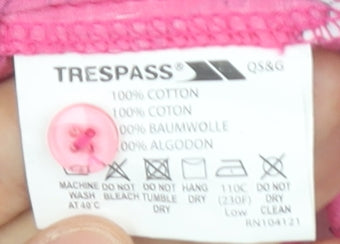 TRESPASS® QS&G
100% COTTON
100% COTON
00% BAUMWOLLE
00% ALGODON
MACHINE DO NOT DO NOT HANG 110C DO NOT
WASH BLEACH TUMBLE DRY (230F) DRY
AT 40°C DRY Low CLEAN
RN104121